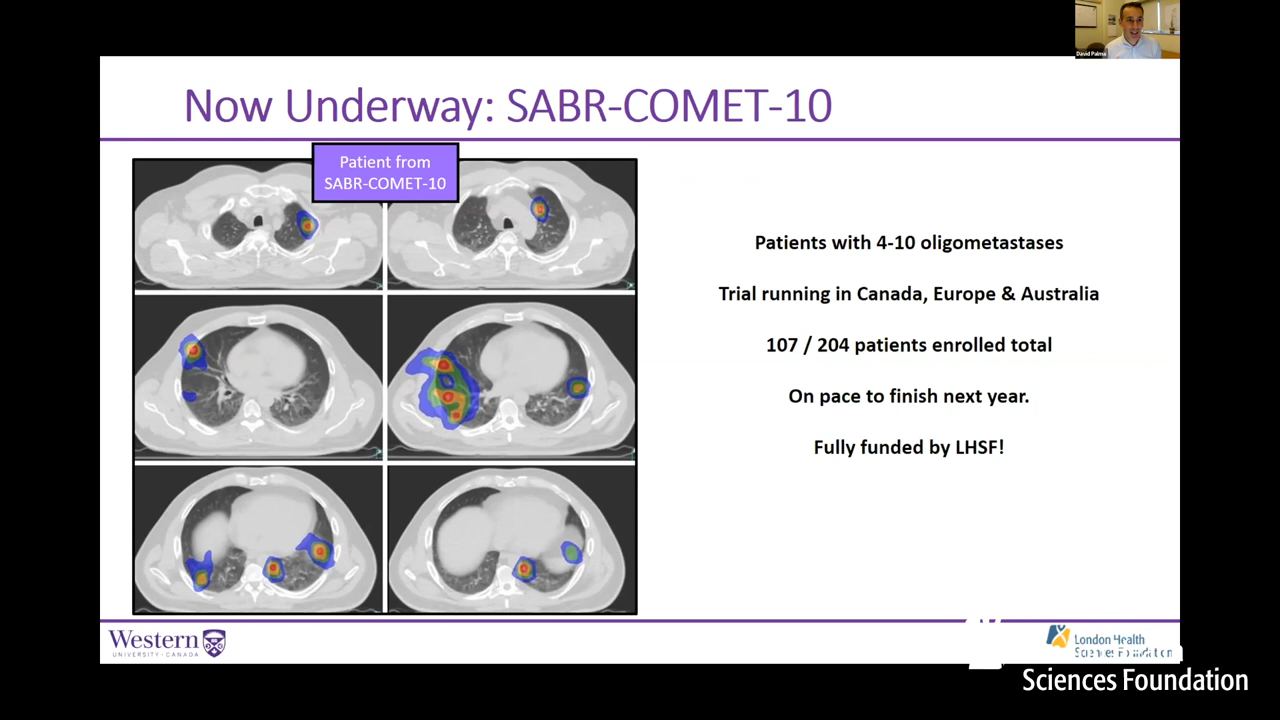 David Palma
Now Underway: SABR-COMET-10
Patient from
SABR-COMET-10
Patients with 4-10 oligometastases
Trial running in Canada, Europe & Australia
107 / 204 patients enrolled total
On pace to finish next year.
Fully funded by LHSF!
Western
UNIVERSITY · CANADA
London Health
Sciences Foundation
Sciences Foundation